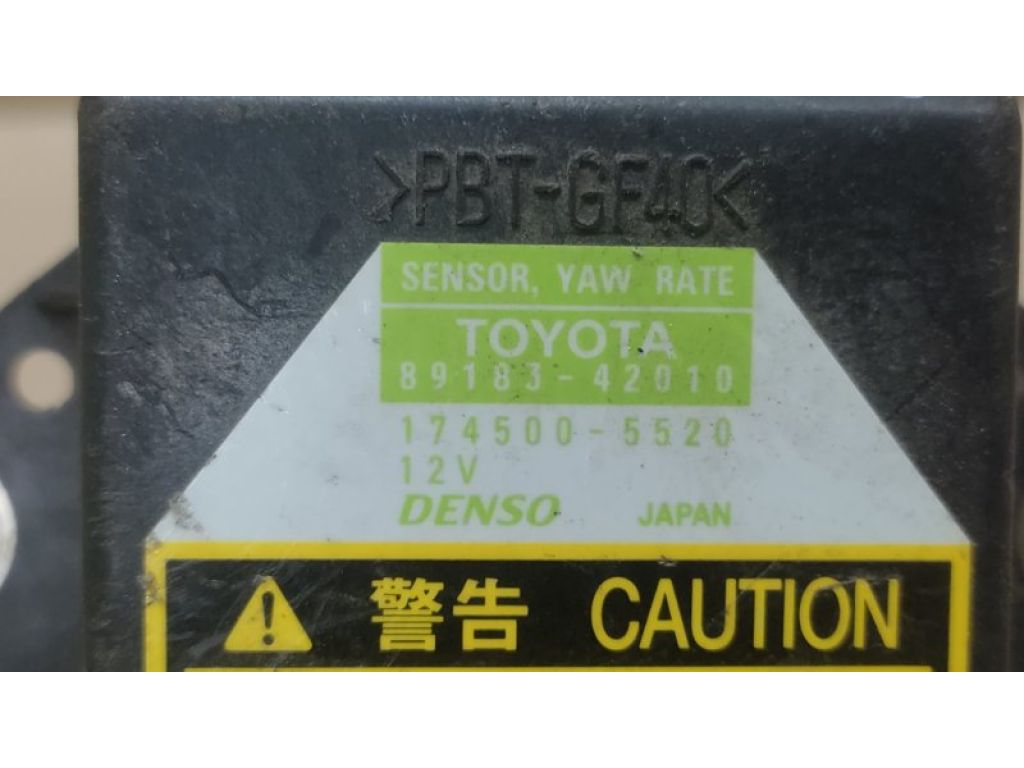 >PBT-GF40<
SENSOR, YAW RATE
TOYOTA
89183-42010
174500-5520
12V
DENSO JAPAN
警告 CAUTION